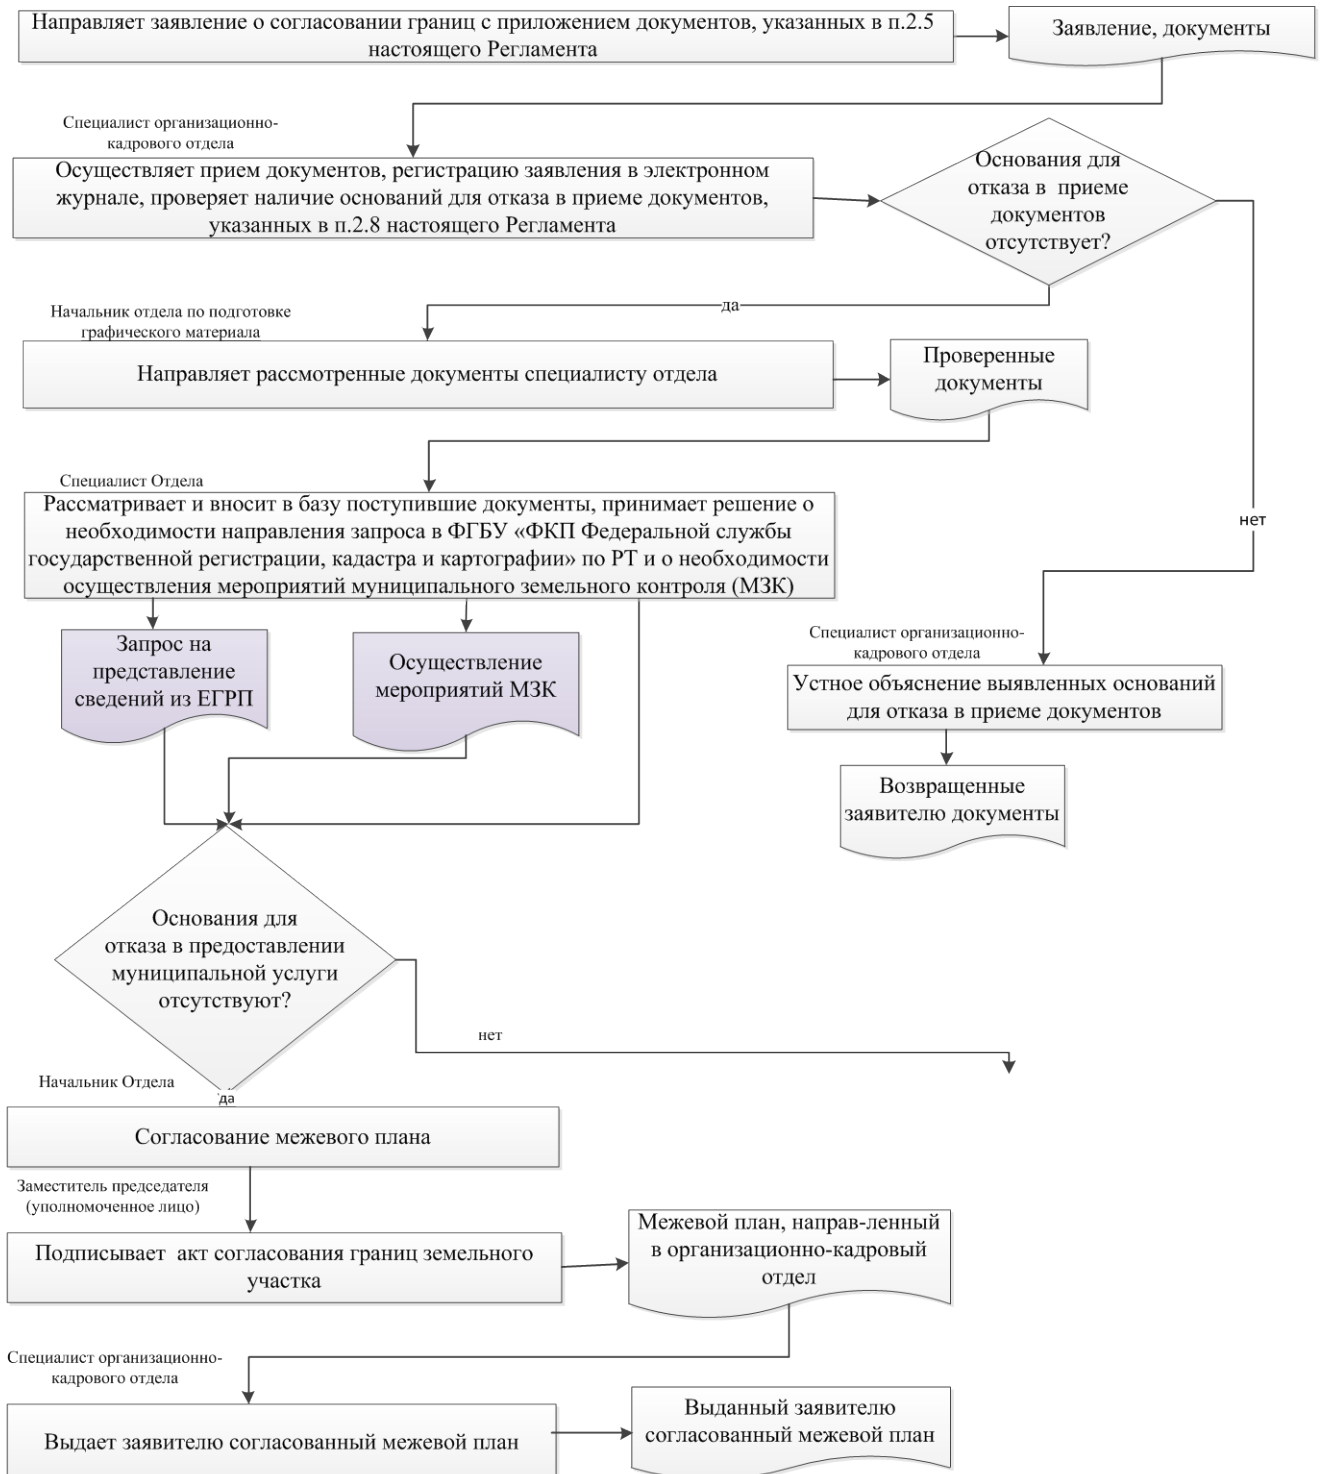 Направляет заявление о согласовании границ с приложением документов, указанных в п.2.5
настоящего Регламента
Заявление, документы
Специалист организационно-
кадрового отдела
Осуществляет прием документов, регистрацию заявления в электронном
журнале, проверяет наличие оснований для отказа в приеме документов,
указанных в п.2.8 настоящего Регламента
Основания для
отказа в приеме
документов
отсутствует?
да
Начальник отдела по подготовке
графического материала
Направляет рассмотренные документы специалисту отдела
Проверенные
документы
Специалист Отдела
Рассматривает и вносит в базу поступившие документы, принимает решение о
необходимости направления запроса в ФГБУ «ФКП Федеральной службы
государственной регистрации, кадастра и картографии» по РТ и о необходимости
осуществления мероприятий муниципального земельного контроля (МЗК)
нет
Запрос на
представление
сведений из ЕГРП
Осуществление
мероприятий МЗК
Специалист организационно-
кадрового отдела
Устное объяснение выявленных оснований
для отказа в приеме документов
Возвращенные
заявителю документы
Основания для
отказа в предоставлении
муниципальной услуги
отсутствуют?
нет
Начальник Отдела
да
Согласование межевого плана
Заместитель председателя
(уполномоченное лицо)
Подписывает акт согласования границ земельного
участка
Межевой план, направ-ленный
в организационно-кадровый
отдел
Специалист организационно-
кадрового отдела
Выдает заявителю согласованный межевой план
Выданный заявителю
согласованный межевой план